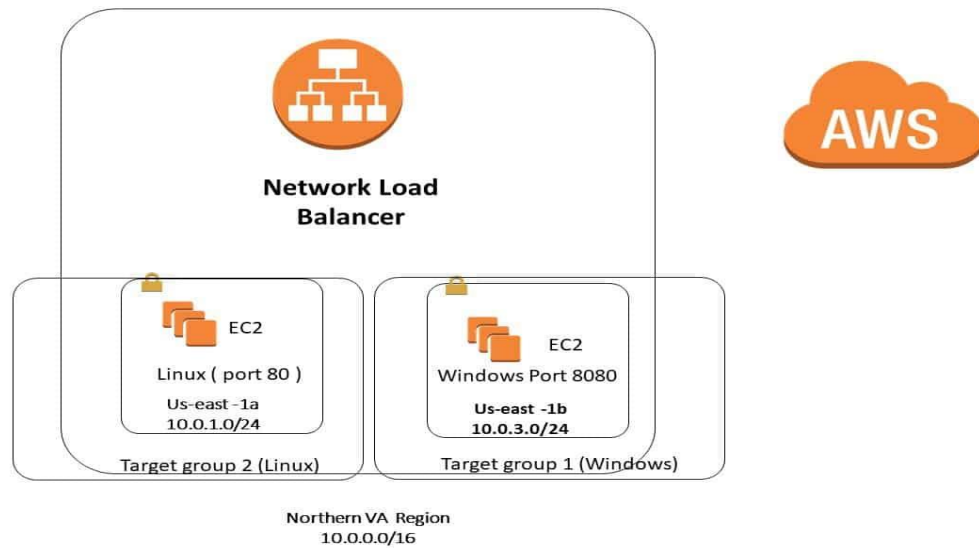 AWS
Network Load
Balancer
EC2
Linux ( port 80 )
Us-east -1a
10.0.1.0/24
Target group 2 (Linux)
EC2
Windows Port 8080
Us-east -1b
10.0.3.0/24
Target group 1 (Windows)
Northern VA Region
10.0.0.0/16